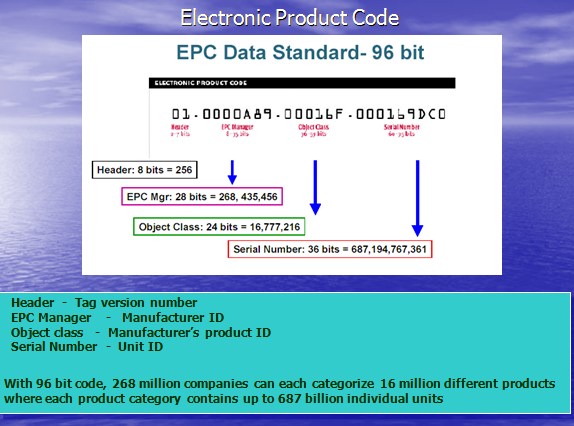 Electronic Product Code
EPC Data Standard- 96 bit
ELECTRONIC PRODUCT CODE
01.0000A89.00016F.000169DC0
Header EPC Manager Object Class Serial Number
Header: 8 bits = 256
EPC Mgr: 28 bits = 268, 435,456
Object Class: 24 bits = 16,777,216
Serial Number: 36 bits = 687,194,767,361
Header - Tag version number
EPC Manager - Manufacturer ID
Object class - Manufacturer's product ID
Serial Number - Unit ID
With 96 bit code, 268 million companies can each categorize 16 million different products
where each product category contains up to 687 billion individual units